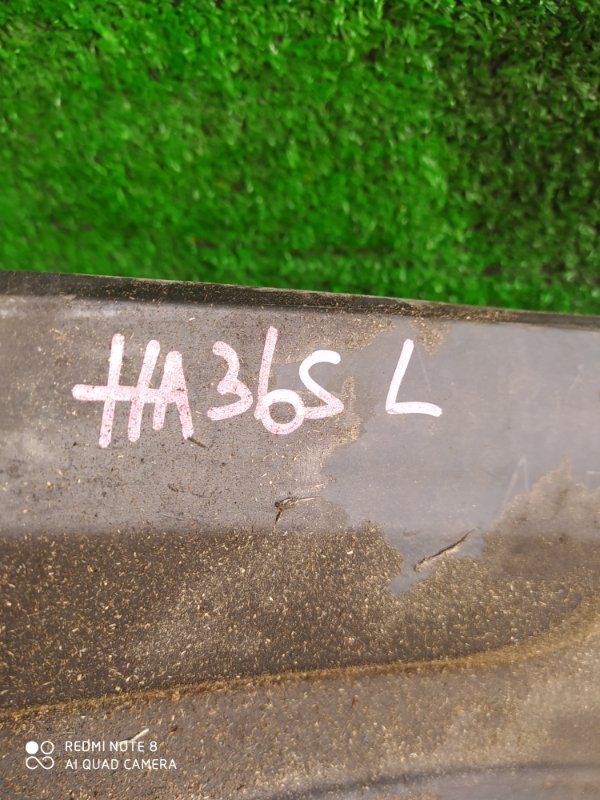 HA36S L
REDMI NOTE 8
AI QUAD CAMERA